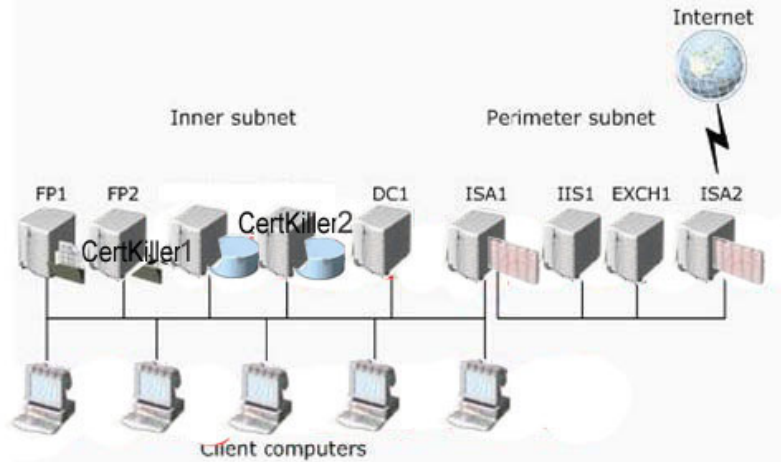 Internet
Inner subnet
Perimeter subnet
FP1
FP2
DC1
ISA1
IIS1
EXCH1
ISA2
CertKiller1
CertKiller2
Client computers